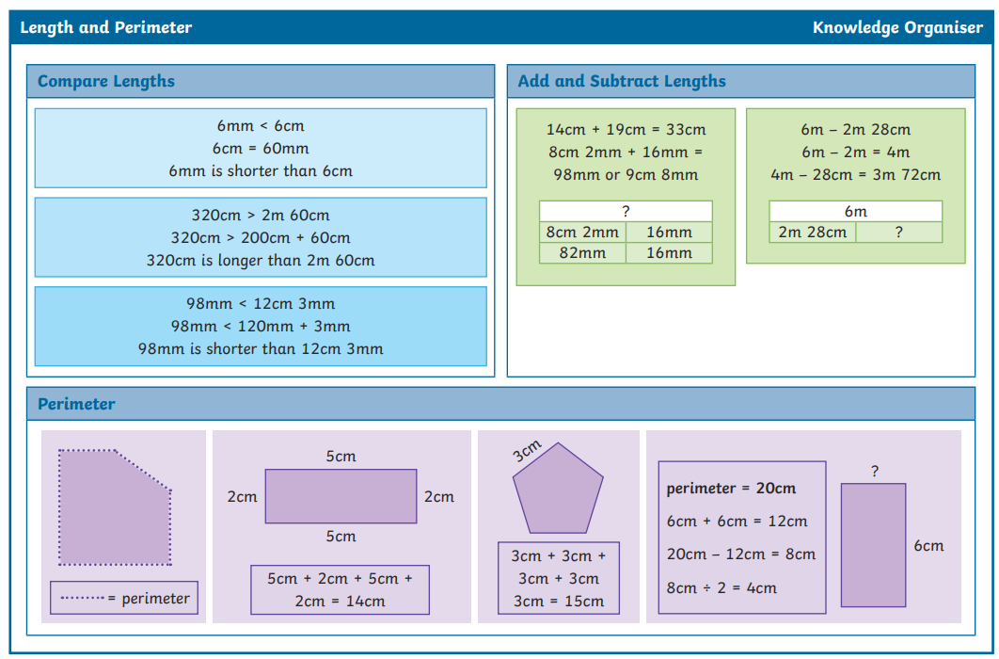 Length and Perimeter
Knowledge Organiser
Compare Lengths
6mm < 6cm
6cm = 60mm
6mm is shorter than 6cm
320cm > 2m 60cm
320cm > 200cm + 60cm
320cm is longer than 2m 60cm
98mm < 12cm 3mm
98mm < 120mm + 3mm
98mm is shorter than 12cm 3mm
Add and Subtract Lengths
14cm + 19cm = 33cm
8cm 2mm + 16mm =
98mm or 9cm 8mm
?
8cm 2mm 16mm
82mm 16mm
6m – 2m 28cm
6m – 2m = 4m
4m – 28cm = 3m 72cm
6m
2m 28cm ?
Perimeter
= perimeter
5cm
2cm 2cm
5cm
5cm + 2cm + 5cm +
2cm = 14cm
3cm
3cm + 3cm +
3cm + 3cm
3cm = 15cm
perimeter = 20cm
6cm + 6cm = 12cm
20cm – 12cm = 8cm
8cm ÷ 2 = 4cm
?
6cm